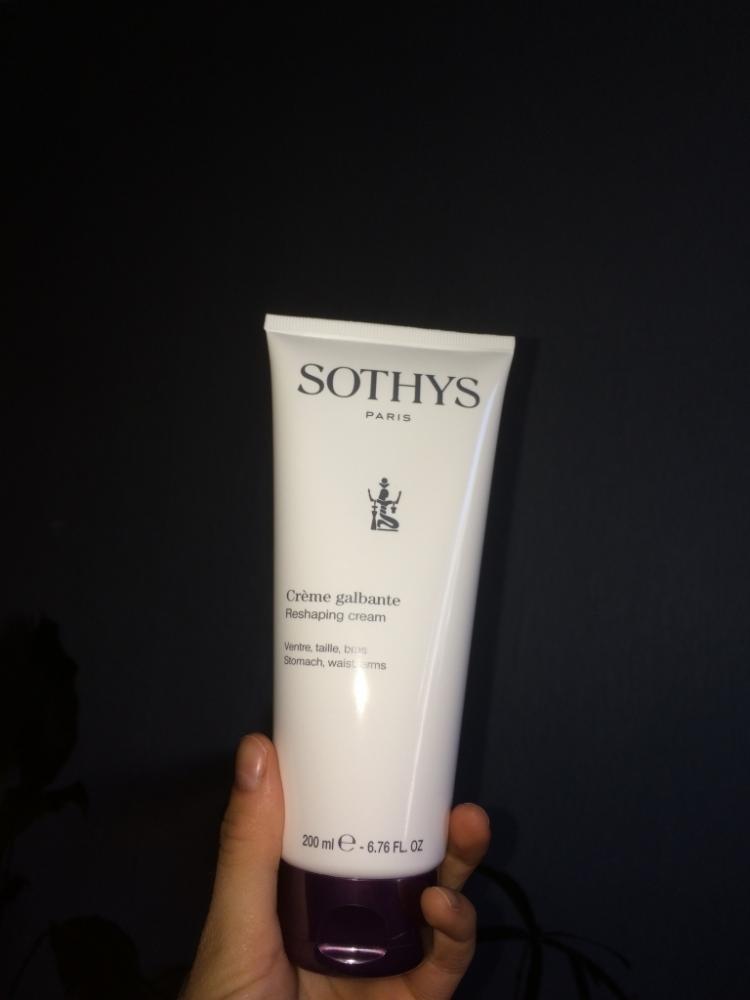 SOTHYS
PARIS
Crème galbante
Reshaping cream
Ventre, taille, bras
Stomach, waist, arms
200 ml ℮ - 6.76 FL. OZ